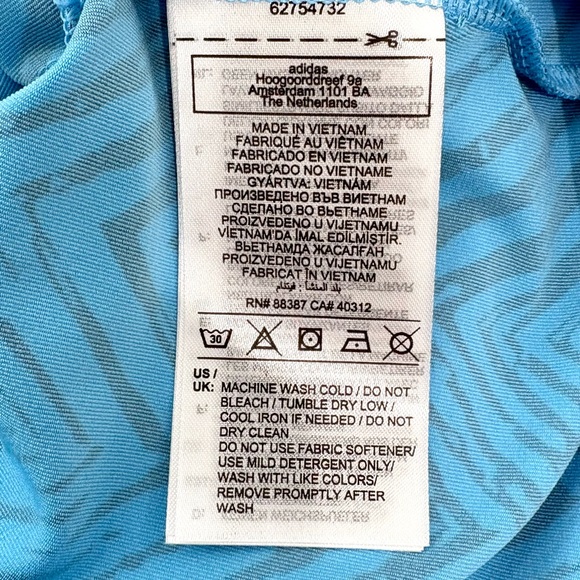 62754732
adidas
Hoogoorddreef 9a
Amsterdam 1101 BA
The Netherlands
MADE IN VIETNAM
FABRIQUÉ AU VIÊTNAM
FABRICADO EN VIETNAM
FABRICADO NO VIETNAME
GYÁRTVA: VIETNÁM
ПРОИЗВЕДЕНО ВЪВ ВИЕТНАМ
СДЕЛАНО ВО ВЬЕТНАМЕ
PROIZVEDENO U VIJETNAMU
VİETNAM'DA İMAL EDİLMİŞTİR.
ВЬЕТНАМДА ЖАСАЛҒАН
PROIZVEDENO U VIJETNAMU
FABRICAT ÎN VIETNAM
بلد المنشأ: فيتنام
RN# 88387 CA# 40312
30
US /
UK: MACHINE WASH COLD / DO NOT
BLEACH / TUMBLE DRY LOW /
COOL IRON IF NEEDED / DO NOT
DRY CLEAN
DO NOT USE FABRIC SOFTENER/
USE MILD DETERGENT ONLY/
WASH WITH LIKE COLORS/
REMOVE PROMPTLY AFTER
WASH